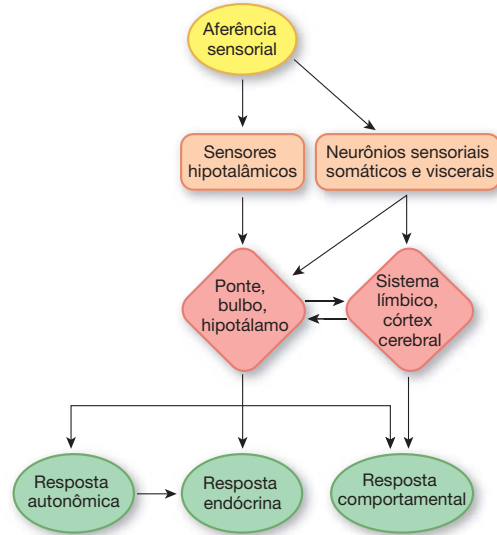 Aferência
sensorial
Sensores
hipotalâmicos
Neurônios sensoriais
somáticos e viscerais
Ponte,
bulbo,
hipotálamo
Sistema
límbico,
córtex
cerebral
Resposta
autonômica
Resposta
endócrina
Resposta
comportamental